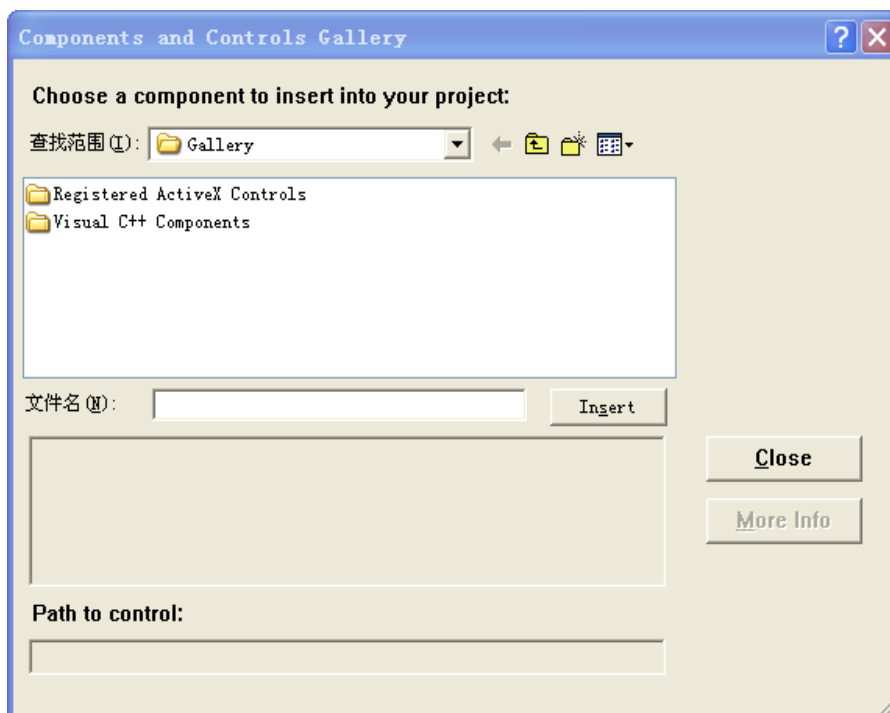 Components and Controls Gallery
Choose a component to insert into your project:
查找范围(I): Gallery
Registered ActiveX Controls
Visual C++ Components
文件名(N): Insert
Close
More Info
Path to control: